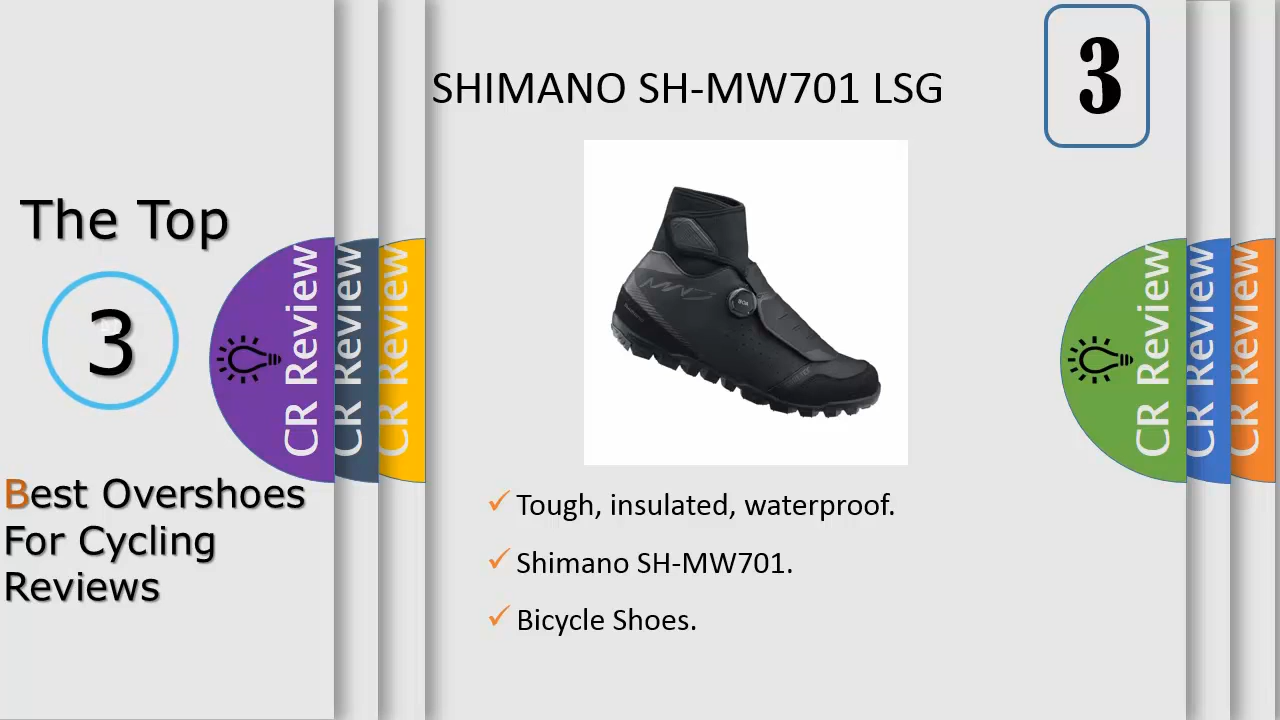 The Top
3
Best Overshoes
For Cycling
Reviews
CR Review
CR Review
CR Review
SHIMANO SH-MW701 LSG
3
BOA
✓ Tough, insulated, waterproof.
✓ Shimano SH-MW701.
✓ Bicycle Shoes.
CR Review
CR Review
CR Review